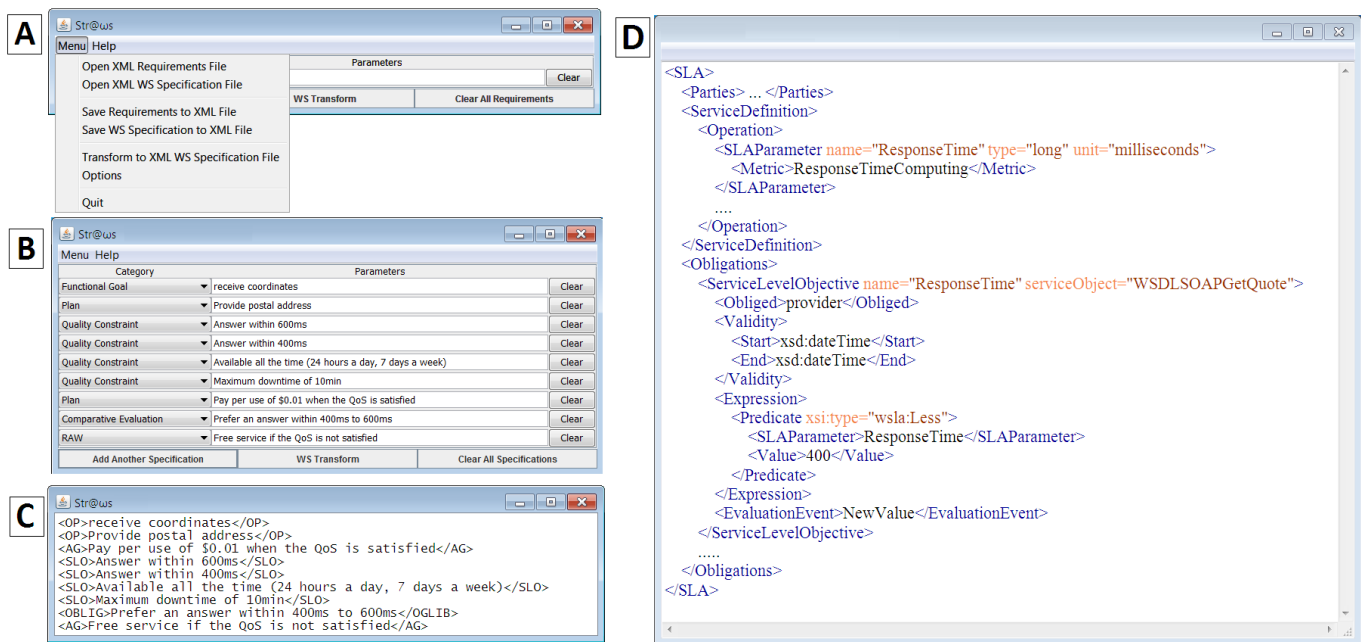 A
Str@ws
Menu Help
Open XML Requirements File
Open XML WS Specification File
Save Requirements to XML File
Save WS Specification to XML File
Transform to XML WS Specification File
Options
Quit
Parameters
Clear
WS Transform Clear All Requirements
B
Str@ws
Menu Help
Category Parameters
Functional Goal receive coordinates Clear
Plan Provide postal address Clear
Quality Constraint Answer within 600ms Clear
Quality Constraint Answer within 400ms Clear
Quality Constraint Available all the time (24 hours a day, 7 days a week) Clear
Quality Constraint Maximum downtime of 10min Clear
Plan Pay per use of $0.01 when the QoS is satisfied Clear
Comparative Evaluation Prefer an answer within 400ms to 600ms Clear
RAW Free service if the QoS is not satisfied Clear
Add Another Specification WS Transform Clear All Specifications
C
Str@ws
<OP>receive coordinates</OP>
<OP>Provide postal address</OP>
<AG>Pay per use of $0.01 when the QoS is satisfied</AG>
<SLO>Answer within 600ms</SLO>
<SLO>Answer within 400ms</SLO>
<SLO>Available all the time (24 hours a day, 7 days a week)</SLO>
<SLO>Maximum downtime of 10min</SLO>
<OBLIG>Prefer an answer within 400ms to 600ms</OGLIB>
<AG>Free service if the QoS is not satisfied</AG>
D
<SLA>
<Parties> ... </Parties>
<ServiceDefinition>
<Operation>
<SLAParameter name="ResponseTime" type="long" unit="milliseconds">
<Metric>ResponseTimeComputing</Metric>
</SLAParameter>
....
</Operation>
</ServiceDefinition>
<Obligations>
<ServiceLevelObjective name="ResponseTime" serviceObject="WSDLSOAPGetQuote">
<Obliged>provider</Obliged>
<Validity>
<Start>xsd:dateTime</Start>
<End>xsd:dateTime</End>
</Validity>
<Expression>
<Predicate xsi:type="wsla:Less">
<SLAParameter>ResponseTime</SLAParameter>
<Value>400</Value>
</Predicate>
</Expression>
<EvaluationEvent>NewValue</EvaluationEvent>
</ServiceLevelObjective>
.....
</Obligations>
</SLA>